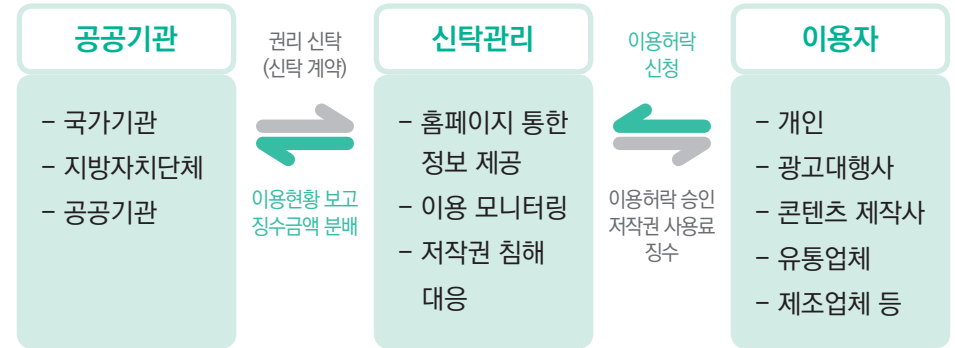 공공기관
- 국가기관
- 지방자치단체
- 공공기관
권리 신탁
(신탁 계약)
이용현황 보고
징수금액 분배
신탁관리
- 홈페이지 통한
정보 제공
- 이용 모니터링
- 저작권 침해
대응
이용허락
신청
이용허락 승인
저작권 사용료
징수
이용자
- 개인
- 광고대행사
- 콘텐츠 제작사
- 유통업체
- 제조업체 등